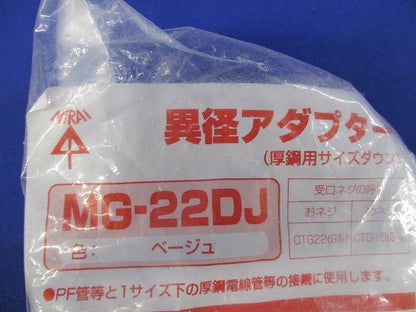 MIRAI
異径アダプター
(厚鋼用サイズダウン
MG-22DJ
色: ベージュ
受口ネジの呼
おネジ
CTG22(G¾) CTG16(G
●PF管等と1サイズ下の厚鋼電線管等の接続に使用します。